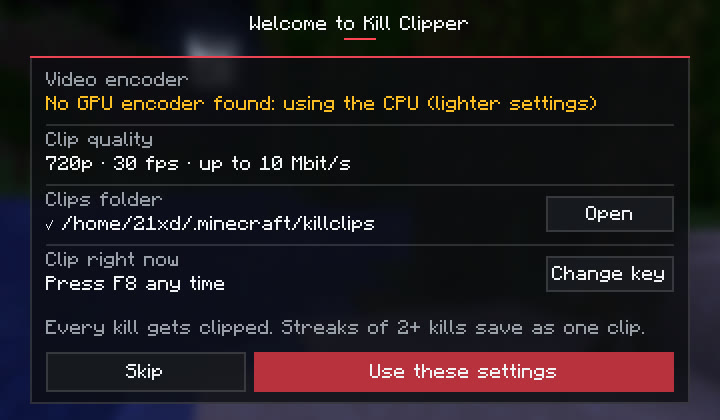 Welcome to Kill Clipper
Video encoder
No GPU encoder found: using the CPU (lighter settings)
Clip quality
720p · 30 fps · up to 10 Mbit/s
Clips folder
✓ /home/21xd/.minecraft/killclips
Open
Clip right now
Press F8 any time
Change key
Every kill gets clipped. Streaks of 2+ kills save as one clip.
Skip
Use these settings